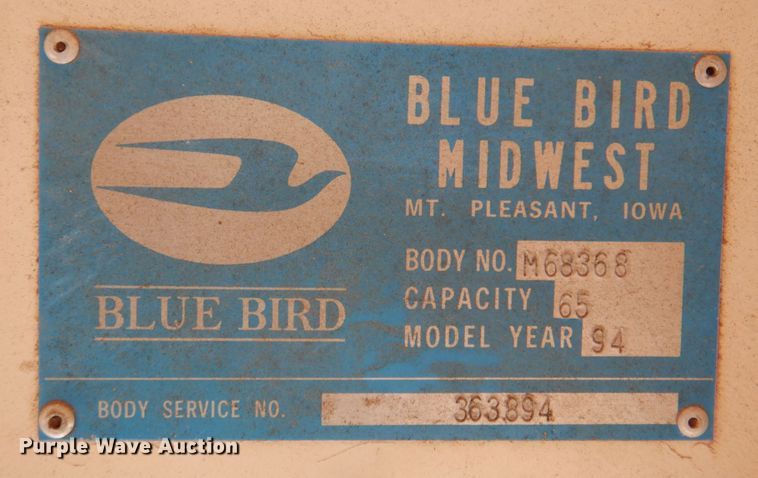 BLUE BIRD
MIDWEST
MT. PLEASANT, IOWA
BODY NO. M68368
CAPACITY 65
MODEL YEAR 94
BLUE BIRD
BODY SERVICE NO. 363894
Purple Wave Auction